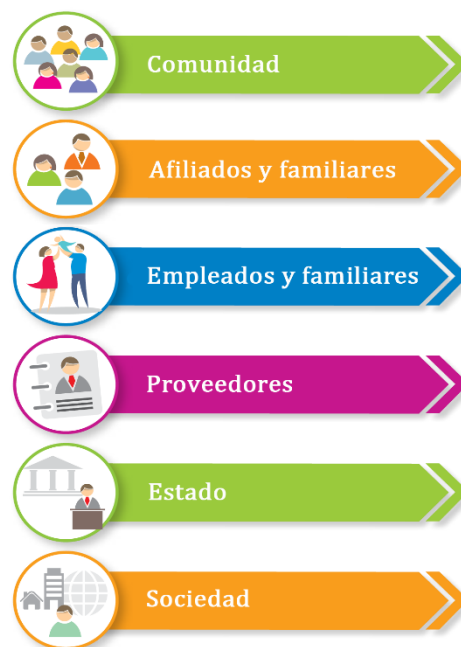 Comunidad
Afiliados y familiares
Empleados y familiares
Proveedores
Estado
Sociedad